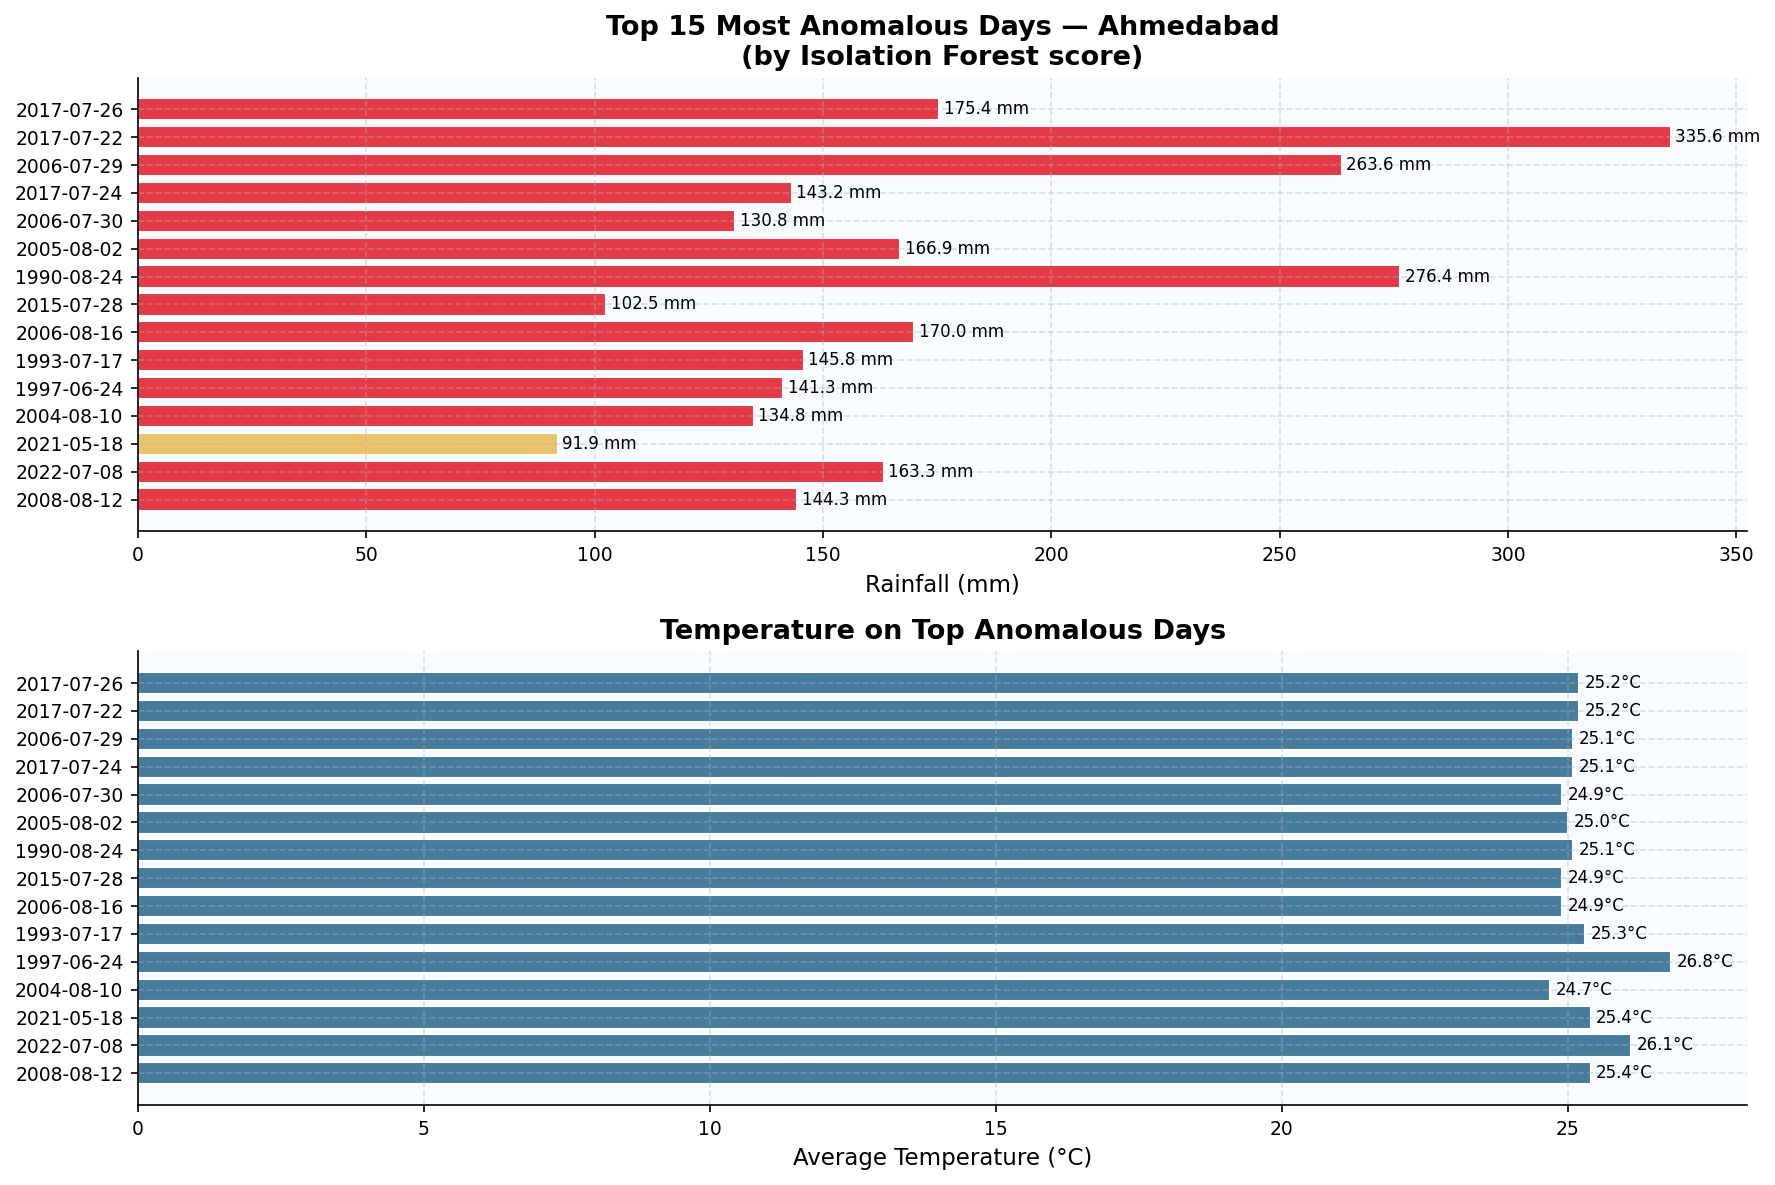 Top 15 Most Anomalous Days — Ahmedabad
(by Isolation Forest score)
2017-07-26 175.4 mm
2017-07-22 335.6 mm
2006-07-29 263.6 mm
2017-07-24 143.2 mm
2006-07-30 130.8 mm
2005-08-02 166.9 mm
1990-08-24 276.4 mm
2015-07-28 102.5 mm
2006-08-16 170.0 mm
1993-07-17 145.8 mm
1997-06-24 141.3 mm
2004-08-10 134.8 mm
2021-05-18 91.9 mm
2022-07-08 163.3 mm
2008-08-12 144.3 mm
0 50 100 150 200 250 300 350
Rainfall (mm)
Temperature on Top Anomalous Days
2017-07-26 25.2°C
2017-07-22 25.2°C
2006-07-29 25.1°C
2017-07-24 25.1°C
2006-07-30 24.9°C
2005-08-02 25.0°C
1990-08-24 25.1°C
2015-07-28 24.9°C
2006-08-16 24.9°C
1993-07-17 25.3°C
1997-06-24 26.8°C
2004-08-10 24.7°C
2021-05-18 25.4°C
2022-07-08 26.1°C
2008-08-12 25.4°C
0 5 10 15 20 25
Average Temperature (°C)